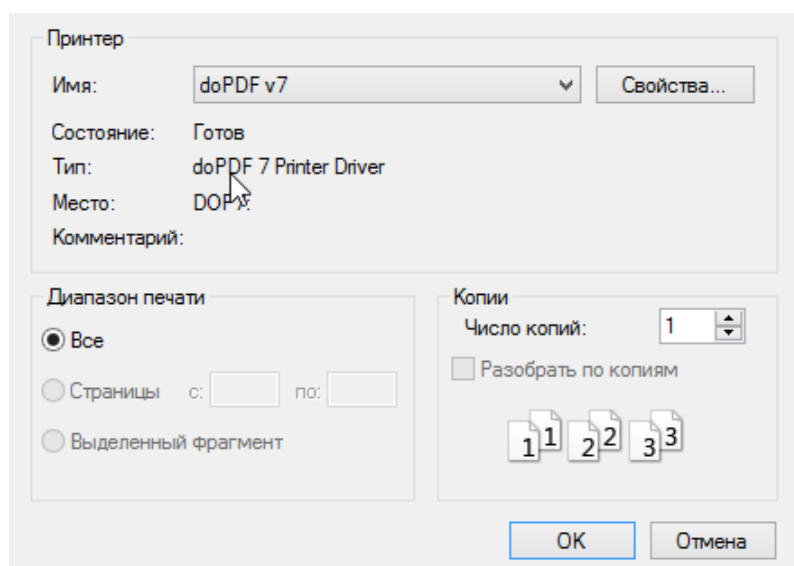 Принтер
Имя: doPDF v7 Свойства...
Состояние: Готов
Тип: doPDF 7 Printer Driver
Место:
Комментарий:
Диапазон печати
Все
Страницы с: по:
Выделенный фрагмент
Копии
Число копий: 1
Разобрать по копиям
1 1 2 2 3 3
OK Отмена